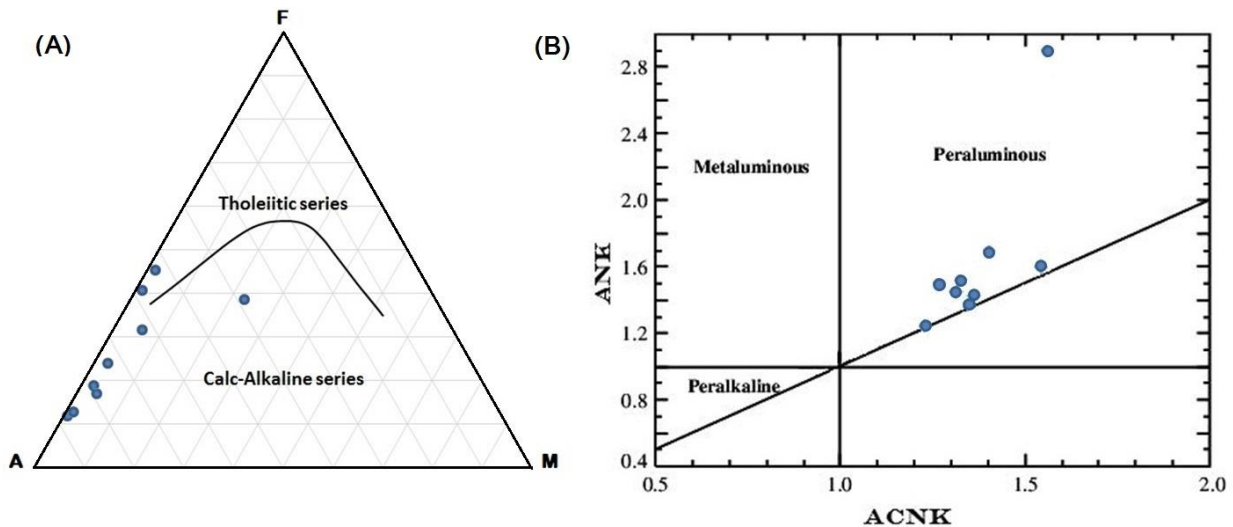 (A)
F
Tholeiitic series
Calc-Alkaline series
A
M
(B)
2.8
2.4
2.0
1.6
1.2
0.8
0.4
ANK
Metaluminous
Peraluminous
Peralkaline
0.5
1.0
1.5
2.0
ACNK